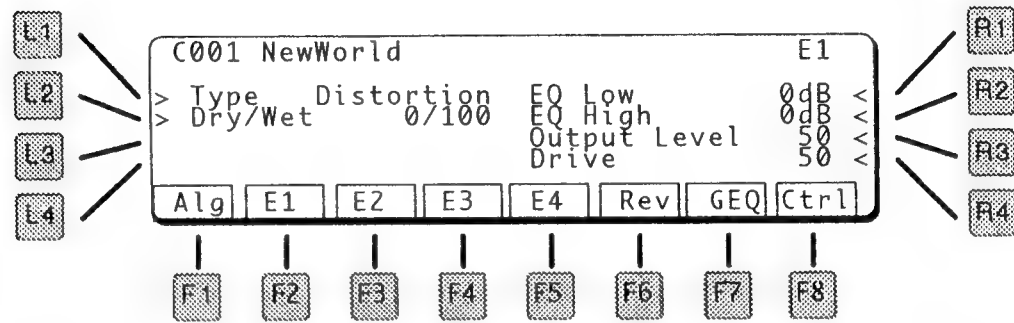 L1
L2
L3
L4
C001 NewWorld E1
> Type Distortion EQ Low 0dB <
> Dry/Wet 0/100 EQ High 0dB <
Output Level 50 <
Drive 50 <
Alg E1 E2 E3 E4 Rev GEQ Ctrl
R1
R2
R3
R4
F1 F2 F3 F4 F5 F6 F7 F8